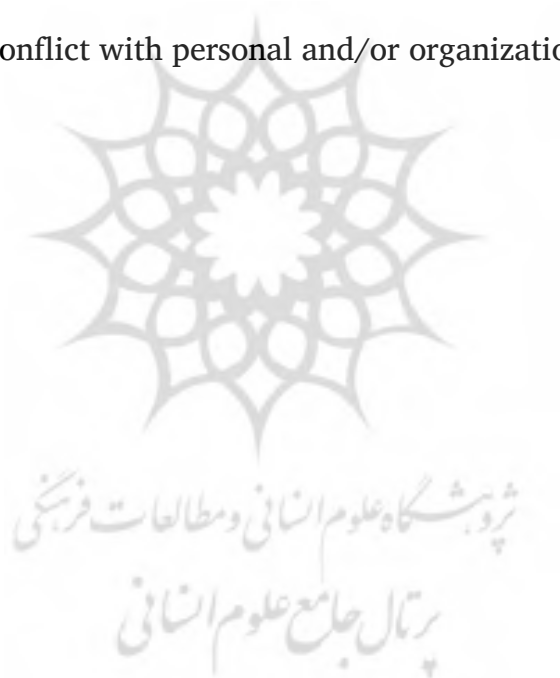 onflict with personal and/or organizatio
پژوهشگاه علوم انسانی و مطالعات فرهنگی
پرتال جامع علوم انسانی